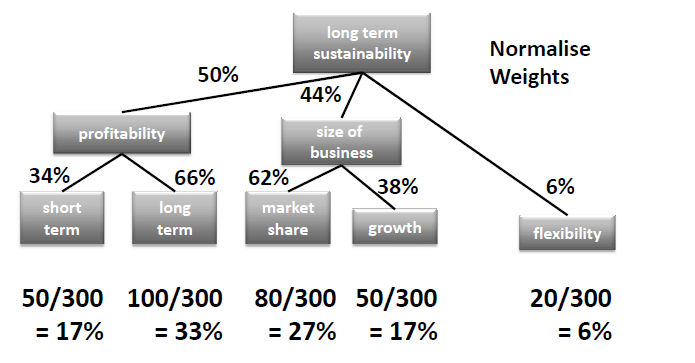 long term
sustainability
Normalise
Weights
50%
44%
6%
profitability
size of
business
34%
66%
62%
38%
short
term
long
term
market
share
growth
flexibility
50/300
= 17%
100/300
= 33%
80/300
= 27%
50/300
= 17%
20/300
= 6%